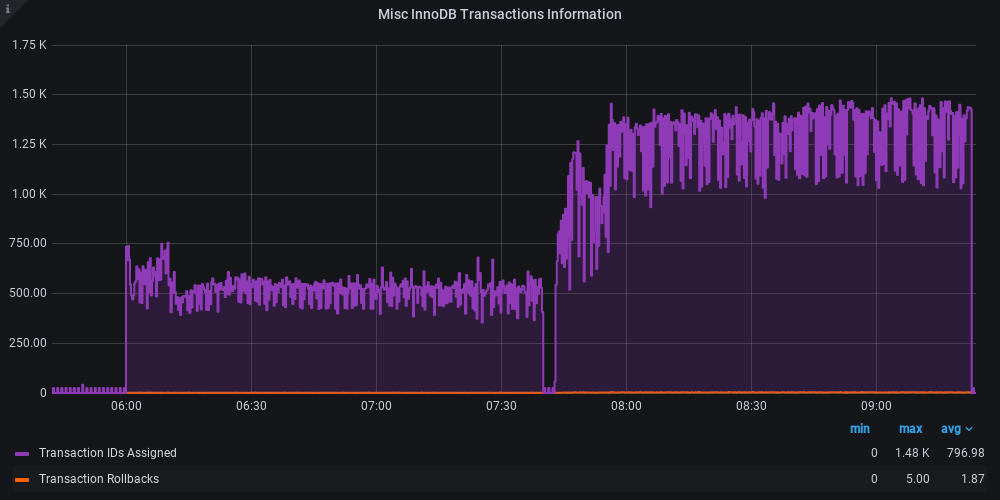 i
Misc InnoDB Transactions Information
1.75 K
1.50 K
1.25 K
1.00 K
750.00
500.00
250.00
0
06:00 06:30 07:00 07:30 08:00 08:30 09:00
min max avg
Transaction IDs Assigned 0 1.48 K 796.98
Transaction Rollbacks 0 5.00 1.87